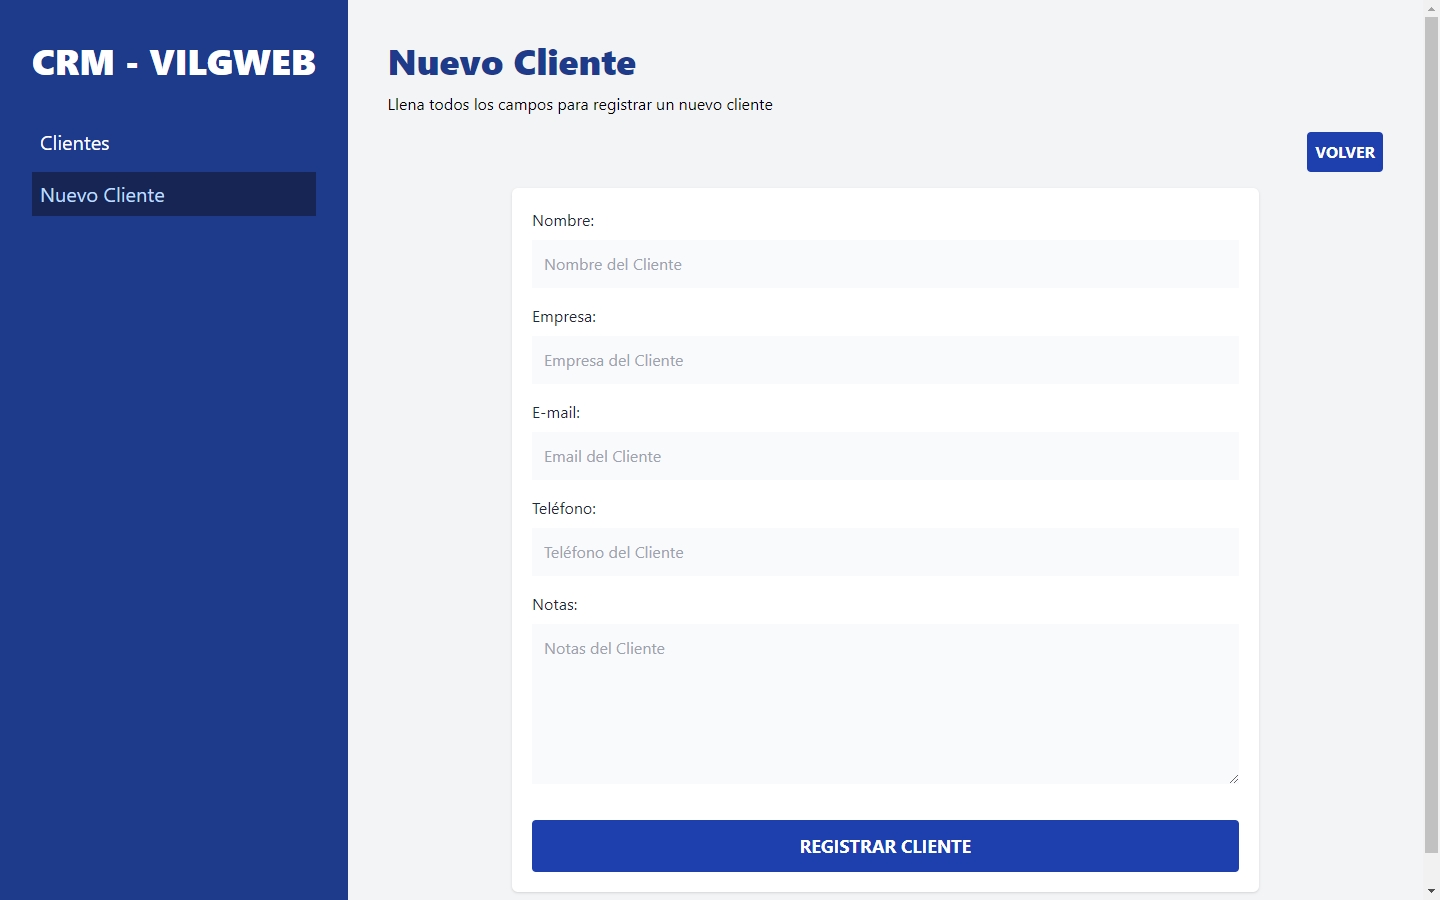 CRM - VILGWEB
Clientes
Nuevo Cliente
Nuevo Cliente
Llena todos los campos para registrar un nuevo cliente
VOLVER
Nombre:
Nombre del Cliente
Empresa:
Empresa del Cliente
E-mail:
Email del Cliente
Teléfono:
Teléfono del Cliente
Notas:
Notas del Cliente
REGISTRAR CLIENTE